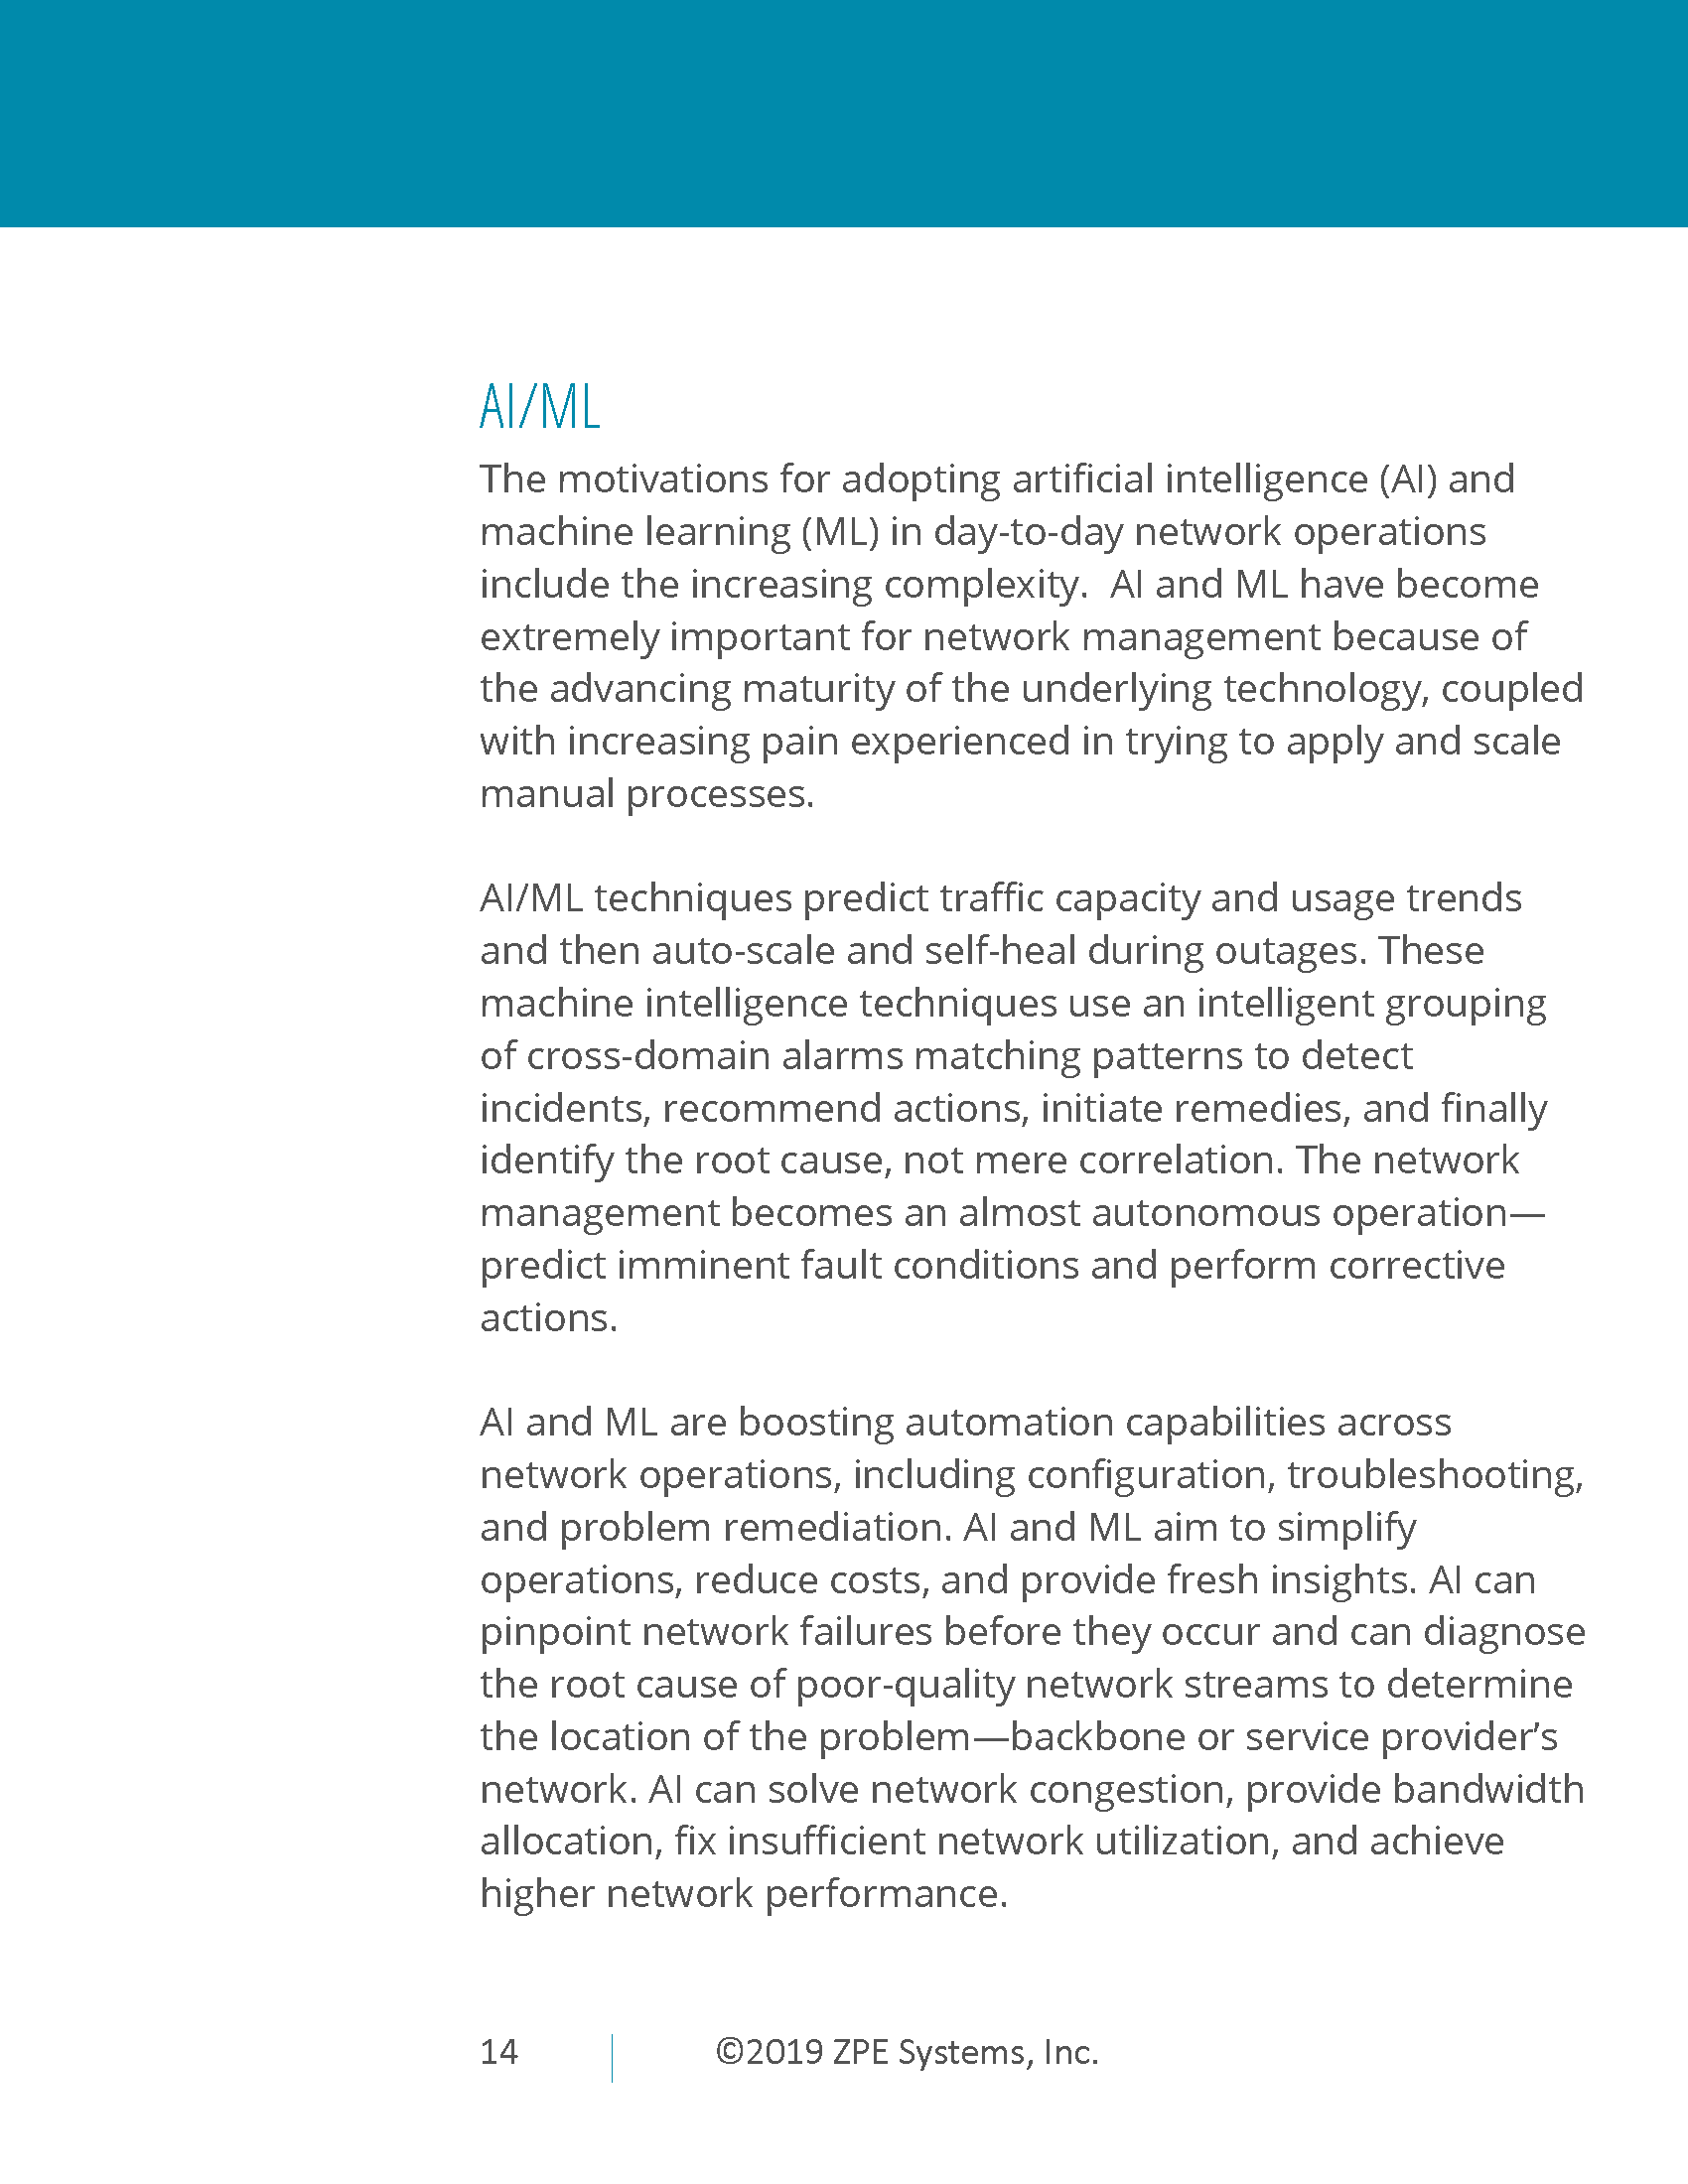 AI/ML
The motivations for adopting artificial intelligence (AI) and
machine learning (ML) in day-to-day network operations
include the increasing complexity.  AI and ML have become
extremely important for network management because of
the advancing maturity of the underlying technology, coupled
with increasing pain experienced in trying to apply and scale
manual processes.
AI/ML techniques predict traffic capacity and usage trends
and then auto-scale and self-heal during outages. These
machine intelligence techniques use an intelligent grouping
of cross-domain alarms matching patterns to detect
incidents, recommend actions, initiate remedies, and finally
identify the root cause, not mere correlation. The network
management becomes an almost autonomous operation—
predict imminent fault conditions and perform corrective
actions.
AI and ML are boosting automation capabilities across
network operations, including configuration, troubleshooting,
and problem remediation. AI and ML aim to simplify
operations, reduce costs, and provide fresh insights. AI can
pinpoint network failures before they occur and can diagnose
the root cause of poor-quality network streams to determine
the location of the problem—backbone or service provider’s
network. AI can solve network congestion, provide bandwidth
allocation, fix insufficient network utilization, and achieve
higher network performance.
14 ©2019 ZPE Systems, Inc.